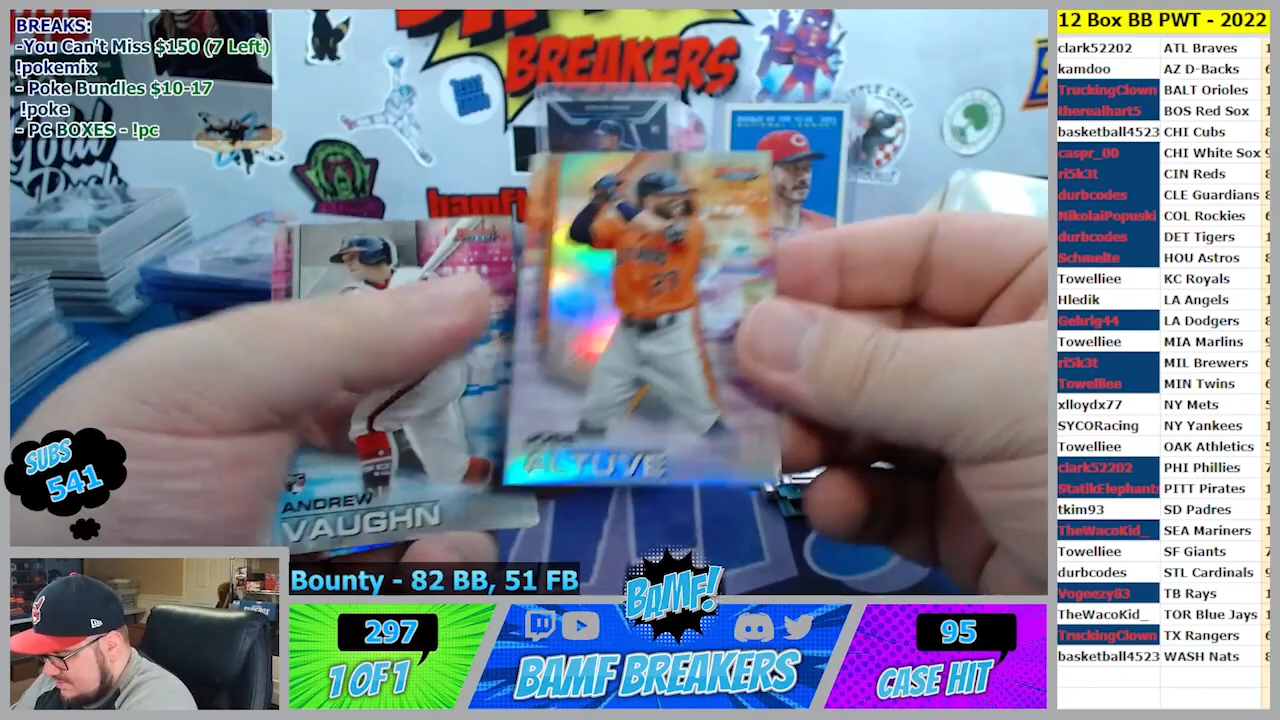 BREAKS:
-You Can't Miss $150 (7 Left)
!pokemix
- Poke Bundles $10-17
!poke
- PC BOXES - !pc
BREAKERS
bamf
ALTUVE
27
ANDREW
VAUGHN
SUBS
541
Bounty - 82 BB, 51 FB
BAMF!
297
1 OF 1
BAMF BREAKERS
95
CASE HIT
12 Box BB PWT - 2022
clark52202 ATL Braves
kamdoo AZ D-Backs
TruckingClown BALT Orioles
therealhart5 BOS Red Sox
basketball4523 CHI Cubs
caspr_00 CHI White Sox
ri5k3t CIN Reds
durbcodes CLE Guardians
NikolaiPopuski COL Rockies
durbcodes DET Tigers
Schmelte HOU Astros
Towelliee KC Royals
Hledik LA Angels
Gehrig44 LA Dodgers
Towelliee MIA Marlins
ri5k3t MIL Brewers
Towelliee MIN Twins
xlloydx77 NY Mets
SYCORacing NY Yankees
Towelliee OAK Athletics
clark52202 PHI Phillies
StatikElephant PITT Pirates
tkim93 SD Padres
TheWacoKid_ SEA Mariners
Towelliee SF Giants
durbcodes STL Cardinals
Vogeezy83 TB Rays
TheWacoKid_ TOR Blue Jays
TruckingClown TX Rangers
basketball4523 WASH Nats